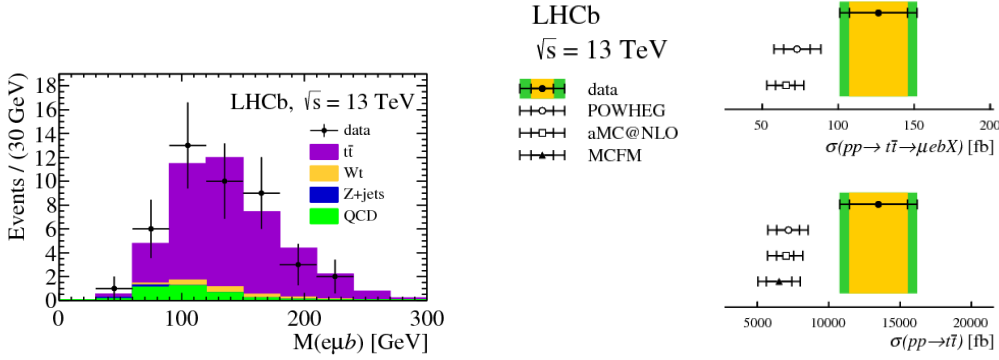 LHCb, √s = 13 TeV
data
tt̄
Wt
Z+jets
QCD
Events / (30 GeV)
18
16
14
12
10
8
6
4
2
0
0 100 200 300
M(eμb) [GeV]
LHCb
√s = 13 TeV
data
POWHEG
aMC@NLO
MCFM
50 100 150 200
σ(pp→ tt̄→μebX) [fb]
5000 10000 15000 20000
σ(pp→tt̄) [fb]